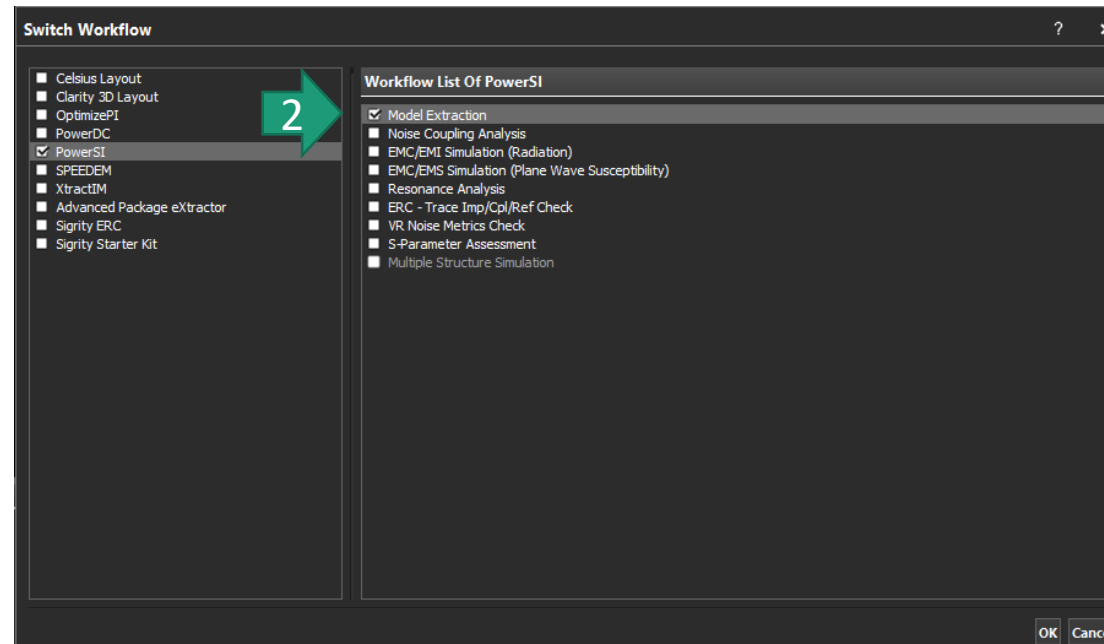 Switch Workflow
?
Celsius Layout
Clarity 3D Layout
OptimizePI
PowerDC
PowerSI
SPEEDEM
XtractIM
Advanced Package eXtractor
Sigrity ERC
Sigrity Starter Kit
2
Workflow List Of PowerSI
Model Extraction
Noise Coupling Analysis
EMC/EMI Simulation (Radiation)
EMC/EMS Simulation (Plane Wave Susceptibility)
Resonance Analysis
ERC - Trace Imp/Cpl/Ref Check
VR Noise Metrics Check
S-Parameter Assessment
Multiple Structure Simulation
OK Cance